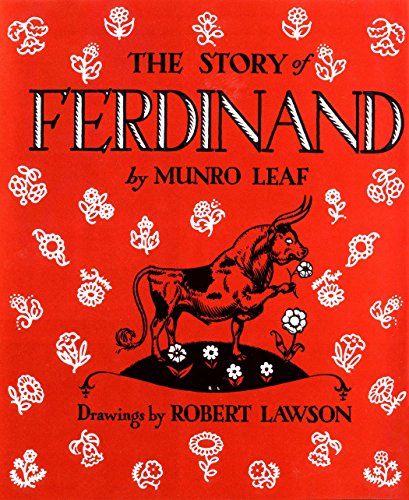 THE STORY of
FERDINAND
by MUNRO LEAF
Drawings by ROBERT LAWSON